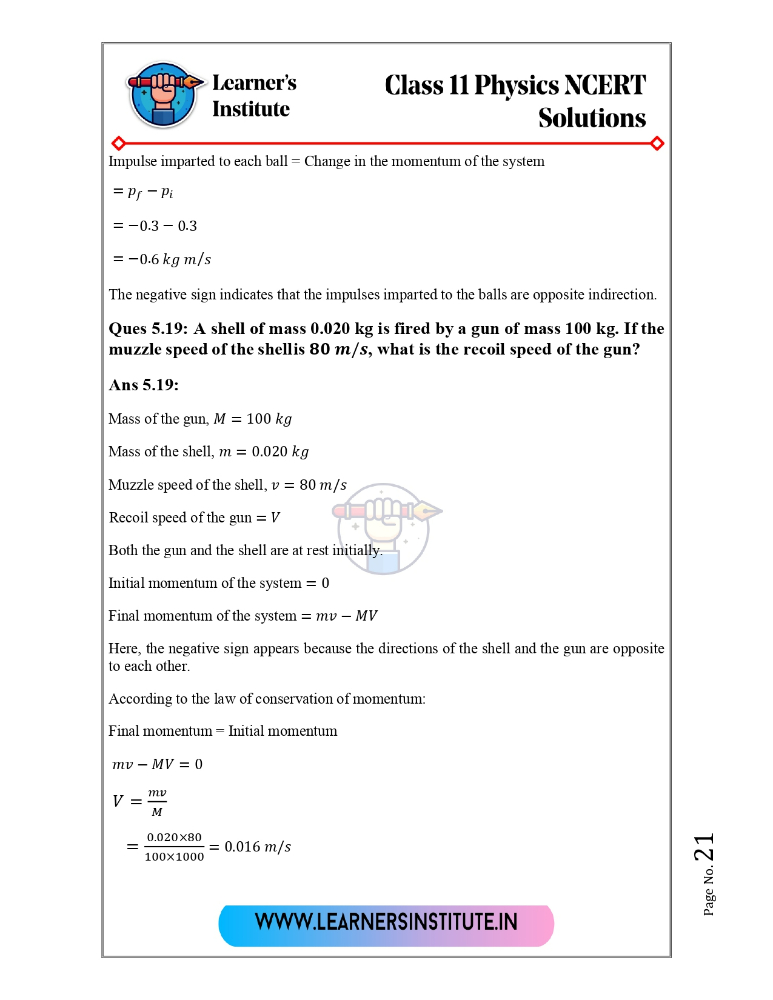 Learner's
Institute
Class 11 Physics NCERT
Solutions
Impulse imparted to each ball = Change in the momentum of the system
= p_f − p_i
= −0.3 − 0.3
= −0.6 kg m/s
The negative sign indicates that the impulses imparted to the balls are opposite indirection.
Ques 5.19: A shell of mass 0.020 kg is fired by a gun of mass 100 kg. If the
muzzle speed of the shellis 80 m/s, what is the recoil speed of the gun?
Ans 5.19:
Mass of the gun, M = 100 kg
Mass of the shell, m = 0.020 kg
Muzzle speed of the shell, v = 80 m/s
Recoil speed of the gun = V
Both the gun and the shell are at rest initially.
Initial momentum of the system = 0
Final momentum of the system = mv − MV
Here, the negative sign appears because the directions of the shell and the gun are opposite
to each other.
According to the law of conservation of momentum:
Final momentum = Initial momentum
mv − MV = 0
V = mv/M
= 0.020×80/100×1000 = 0.016 m/s
Page No. 21
WWW.LEARNERSINSTITUTE.IN